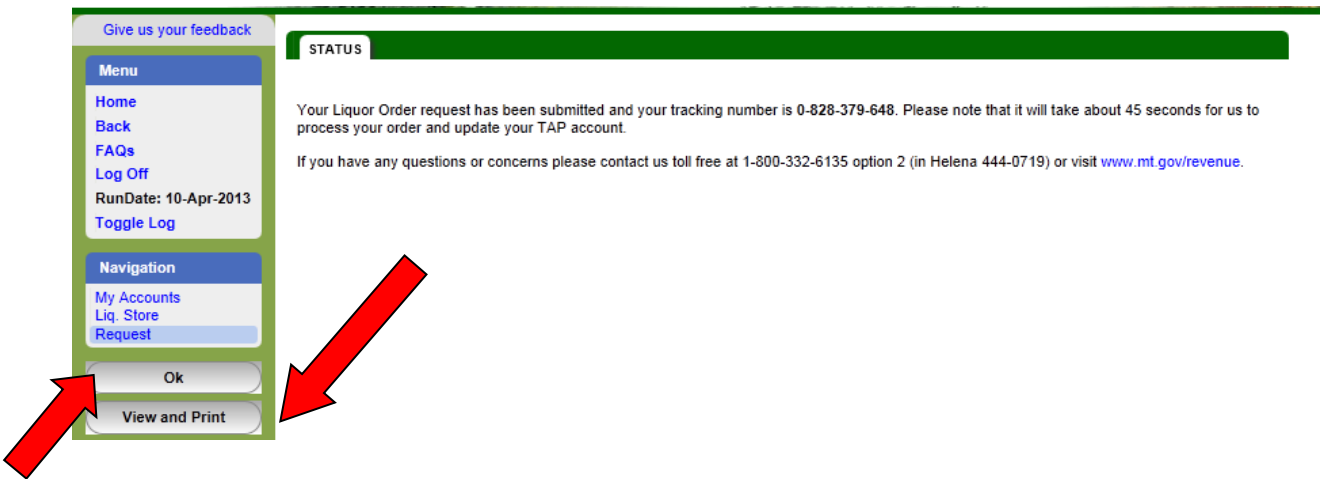 Give us your feedback
Menu
Home
Back
FAQs
Log Off
RunDate: 10-Apr-2013
Toggle Log
Navigation
My Accounts
Liq. Store
Request
Ok
View and Print
STATUS
Your Liquor Order request has been submitted and your tracking number is 0-828-379-648. Please note that it will take about 45 seconds for us to
process your order and update your TAP account.
If you have any questions or concerns please contact us toll free at 1-800-332-6135 option 2 (in Helena 444-0719) or visit www.mt.gov/revenue.